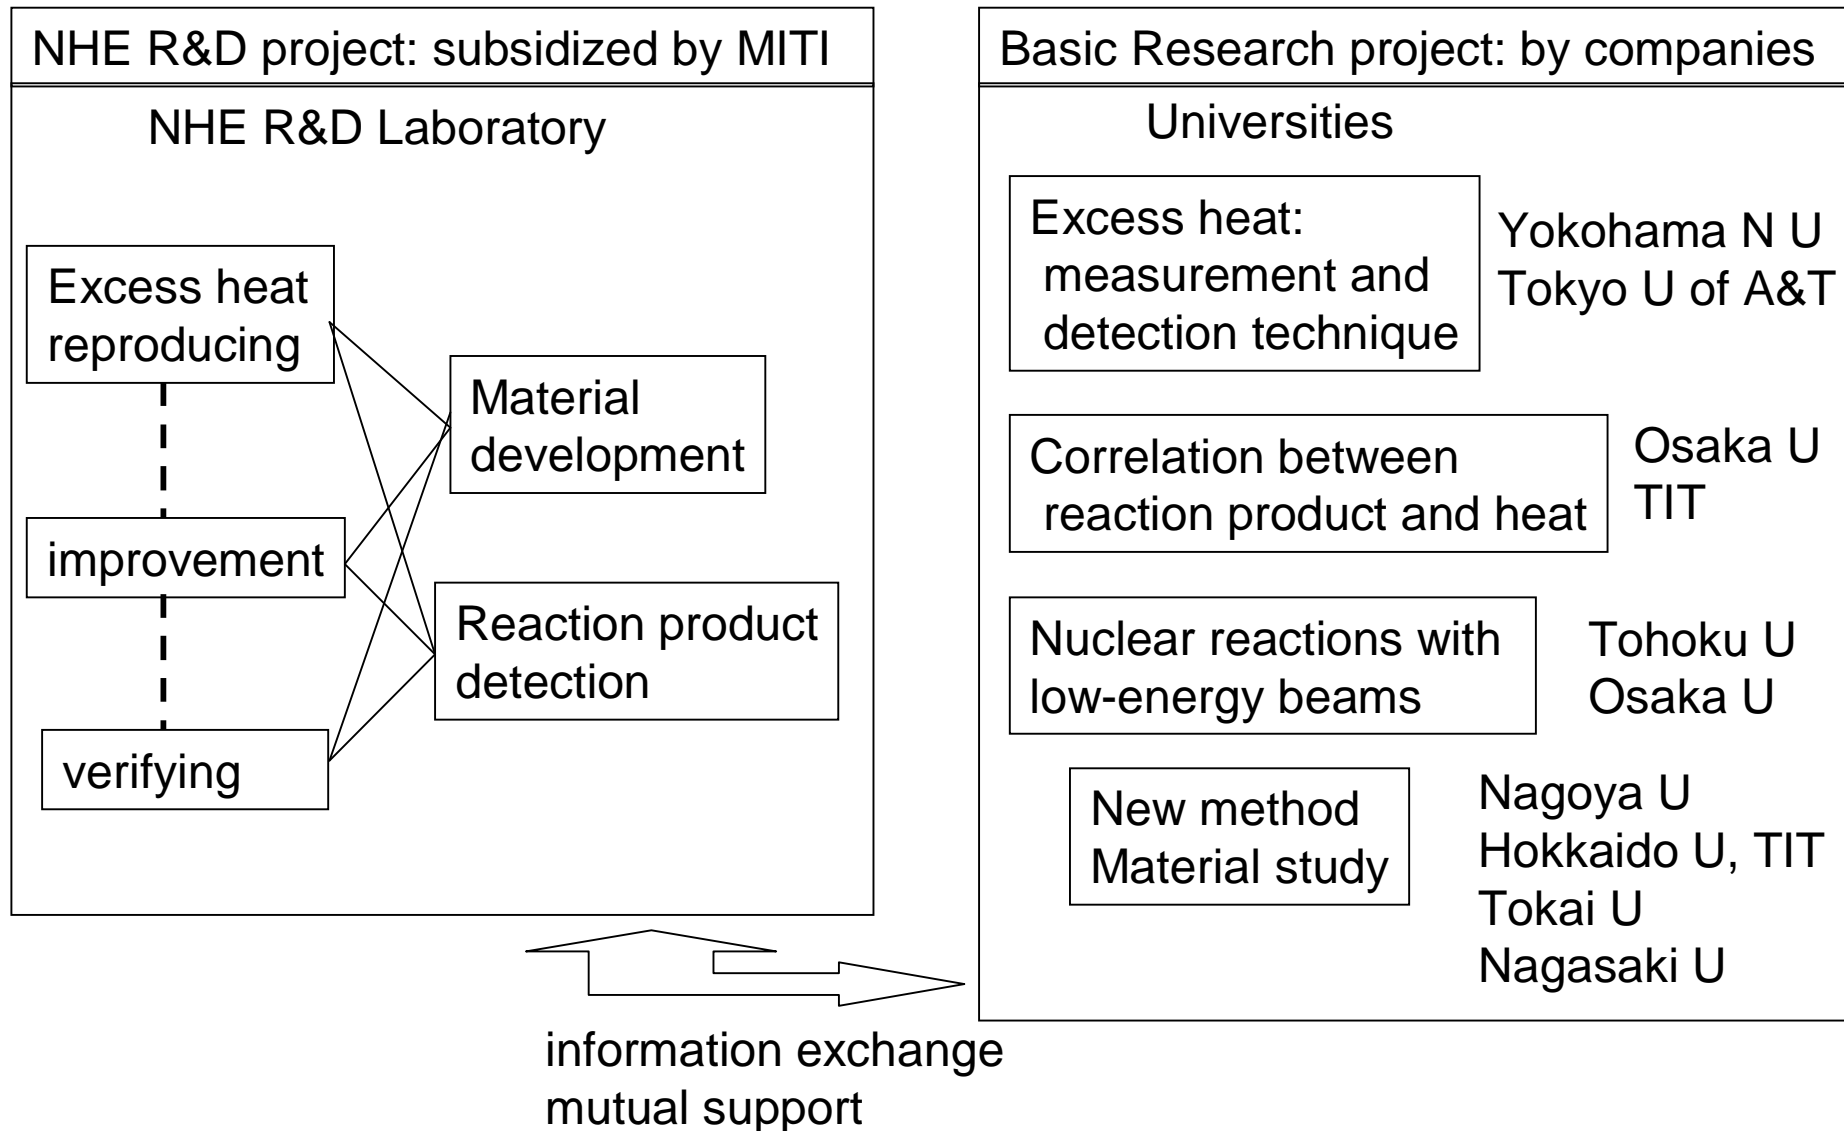 NHE R&D project: subsidized by MITI
NHE R&D Laboratory
Excess heat
reproducing
Material
development
improvement
Reaction product
detection
verifying
Basic Research project: by companies
Universities
Excess heat:
measurement and
detection technique
Yokohama N U
Tokyo U of A&T
Correlation between
reaction product and heat
Osaka U
TIT
Nuclear reactions with
low-energy beams
Tohoku U
Osaka U
New method
Material study
Nagoya U
Hokkaido U, TIT
Tokai U
Nagasaki U
information exchange
mutual support